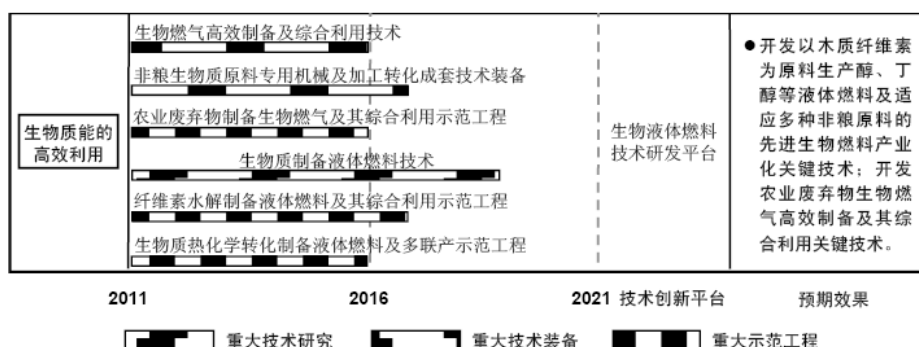 生物燃气高效制备及综合利用技术
非粮生物质原料专用机械及加工转化成套技术装备
农业废弃物制备生物燃气及其综合利用示范工程
生物质制备液体燃料技术
纤维素水解制备液体燃料及其综合利用示范工程
生物质热化学转化制备液体燃料及多联产示范工程
生物质能的
高效利用
生物液体燃料
技术研发平台
●开发以木质纤维素
为原料生产醇、丁
醇等液体燃料及适
应多种非粮原料的
先进生物燃料产业
化关键技术；开发
农业废弃物生物燃
气高效制备及其综
合利用关键技术。
2011 2016 2021 技术创新平台 预期效果
重大技术研究 重大技术装备 重大示范工程